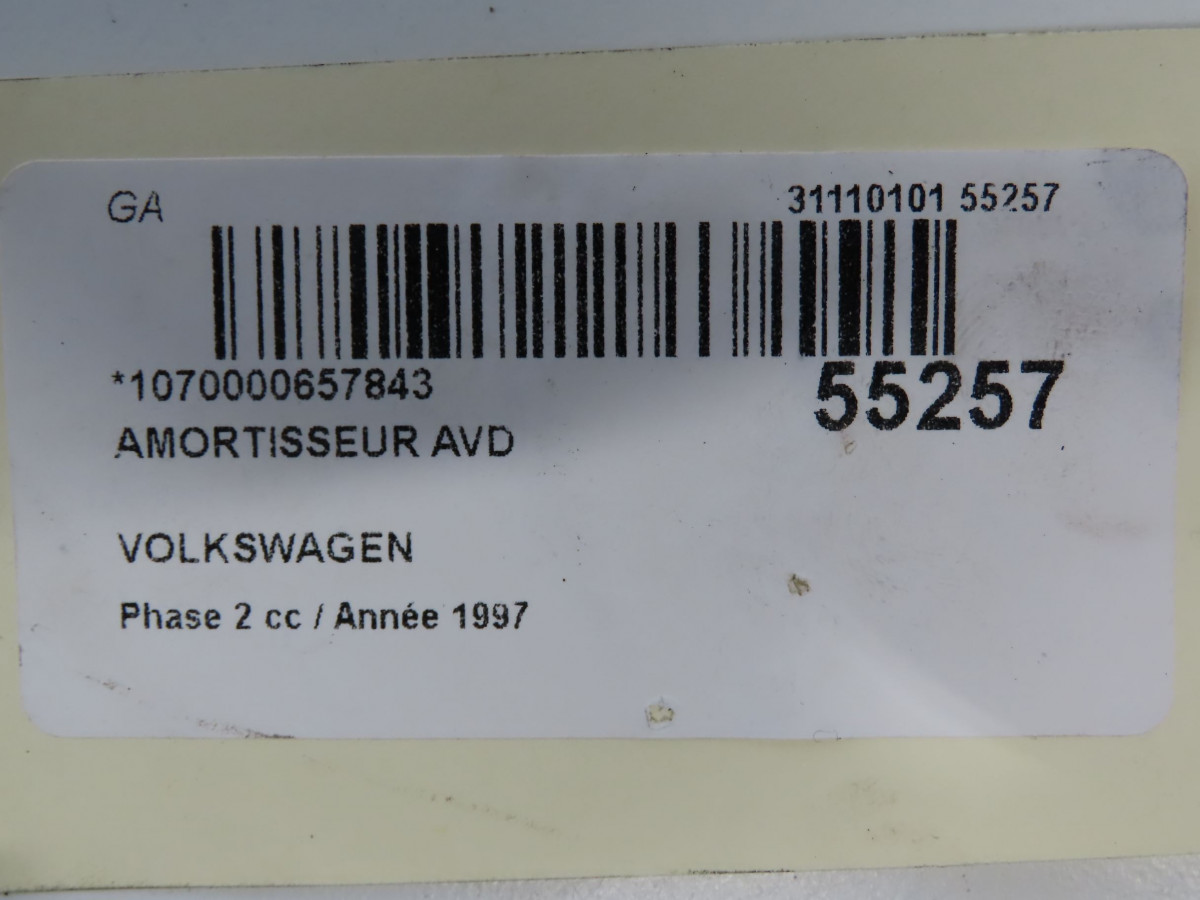 GA
31110101 55257
*1070000657843
55257
AMORTISSEUR AVD
VOLKSWAGEN
Phase 2 cc / Année 1997